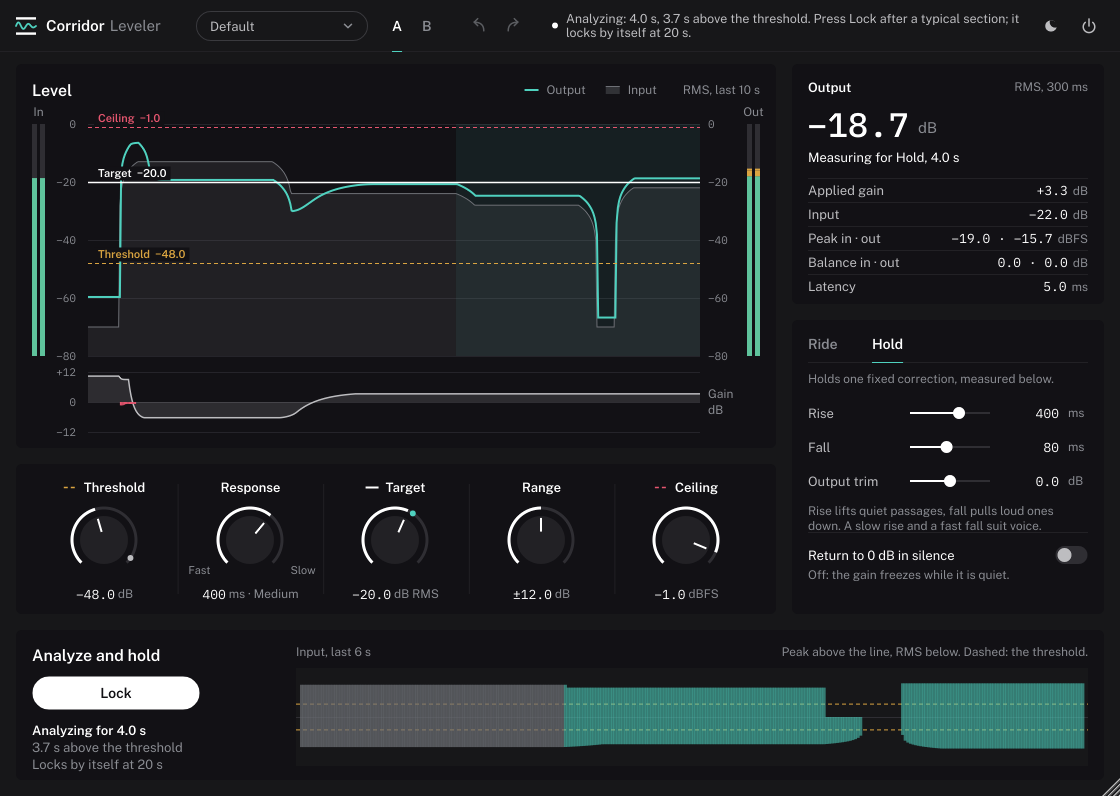 Corridor Leveler
Default
A B
Analyzing: 4.0 s, 3.7 s above the threshold. Press Lock after a typical section; it
locks by itself at 20 s.
Level
Output Input RMS, last 10 s
In
Out
Ceiling −1.0
Target −20.0
Threshold −48.0
0
−20
−40
−60
−80
0
−20
−40
−60
−80
+12
0
−12
Gain
dB
Output
RMS, 300 ms
−18.7 dB
Measuring for Hold, 4.0 s
Applied gain +3.3 dB
Input −22.0 dB
Peak in · out −19.0 · −15.7 dBFS
Balance in · out 0.0 · 0.0 dB
Latency 5.0 ms
Ride Hold
Holds one fixed correction, measured below.
Rise 400 ms
Fall 80 ms
Output trim 0.0 dB
Rise lifts quiet passages, fall pulls loud ones
down. A slow rise and a fast fall suit voice.
Return to 0 dB in silence
Off: the gain freezes while it is quiet.
Threshold
−48.0 dB
Response
Fast Slow
400 ms · Medium
Target
−20.0 dB RMS
Range
±12.0 dB
Ceiling
−1.0 dBFS
Analyze and hold
Lock
Analyzing for 4.0 s
3.7 s above the threshold
Locks by itself at 20 s
Input, last 6 s
Peak above the line, RMS below. Dashed: the threshold.